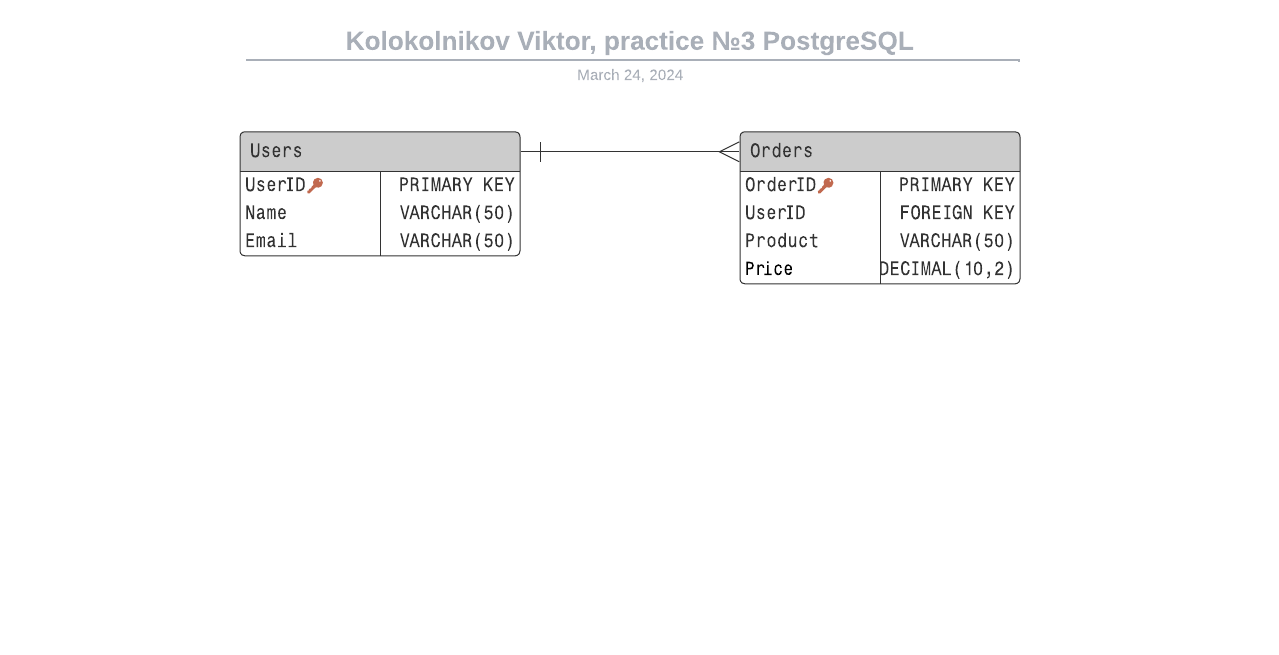 Kolokolnikov Viktor, practice №3 PostgreSQL
March 24, 2024
Users
UserID PRIMARY KEY
Name VARCHAR(50)
Email VARCHAR(50)
Orders
OrderID PRIMARY KEY
UserID FOREIGN KEY
Product VARCHAR(50)
Price DECIMAL(10,2)